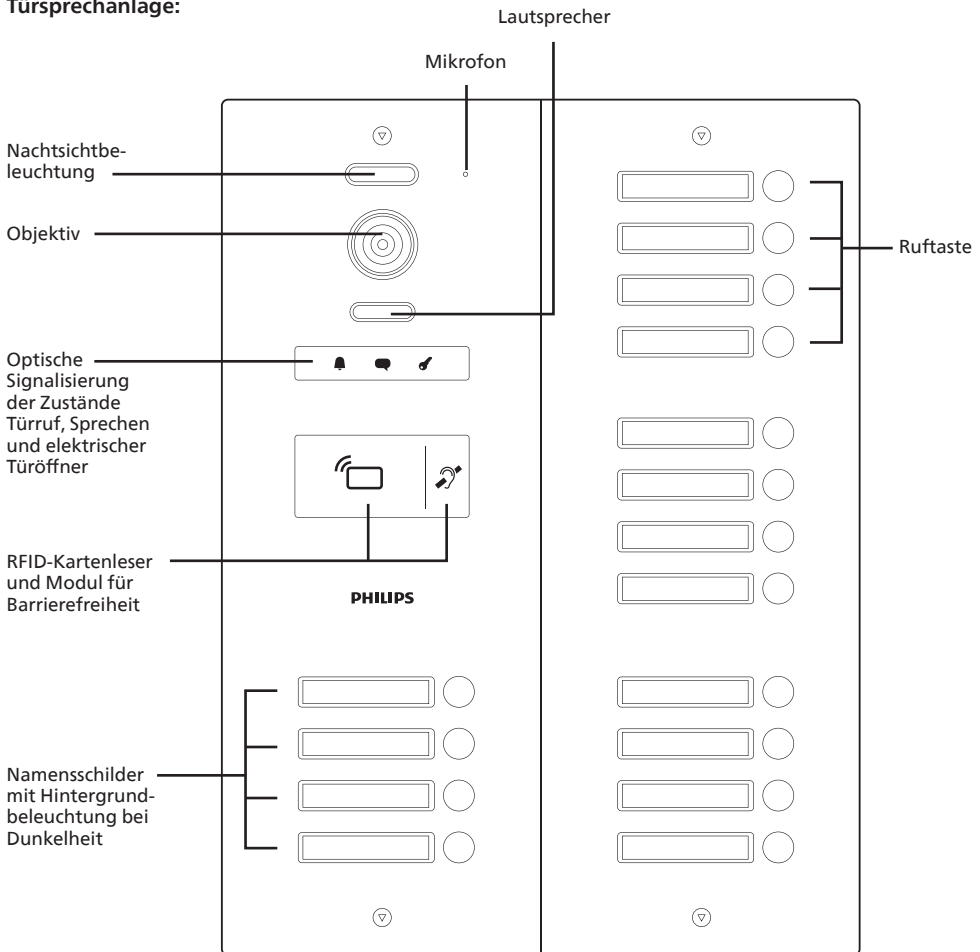 Türsprechanlage:
Lautsprecher
Mikrofon
Nachtsichtbe-
leuchtung
Objektiv
Ruftaste
Optische
Signalisierung
der Zustände
Türruf, Sprechen
und elektrischer
Türöffner
RFID-Kartenleser
und Modul für
Barrierefreiheit
PHILIPS
Namensschilder
mit Hintergrund-
beleuchtung bei
Dunkelheit